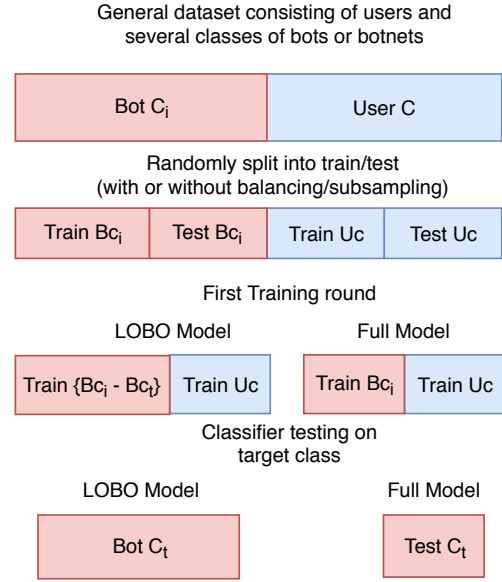 General dataset consisting of users and
several classes of bots or botnets
Bot Cᵢ User C
Randomly split into train/test
(with or without balancing/subsampling)
Train Bcᵢ Test Bcᵢ Train Uc Test Uc
First Training round
LOBO Model Full Model
Train {Bcᵢ - Bcₜ} Train Uc Train Bcᵢ Train Uc
Classifier testing on
target class
LOBO Model Full Model
Bot Cₜ Test Cₜ